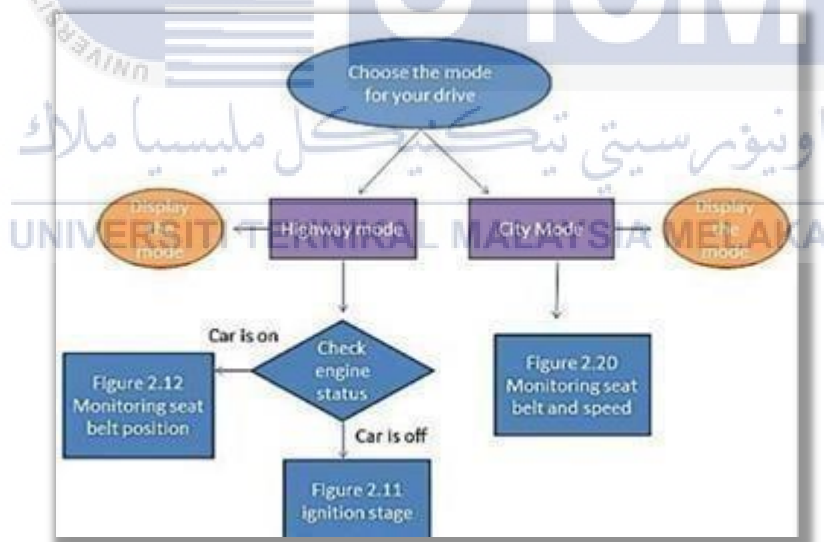 UNIVERSITI TEKNIKAL MALAYSIA MELAKA
اونيۏرسيتي تيكنيكل مليسيا ملاك
Choose the mode
for your drive
Display
the
mode
Highway mode
City Mode
Display
the
mode
Car is on
Check
engine
status
Figure 2.12
Monitoring seat
belt position
Car is off
Figure 2.20
Monitoring seat
belt and speed
Figure 2.11
ignition stage